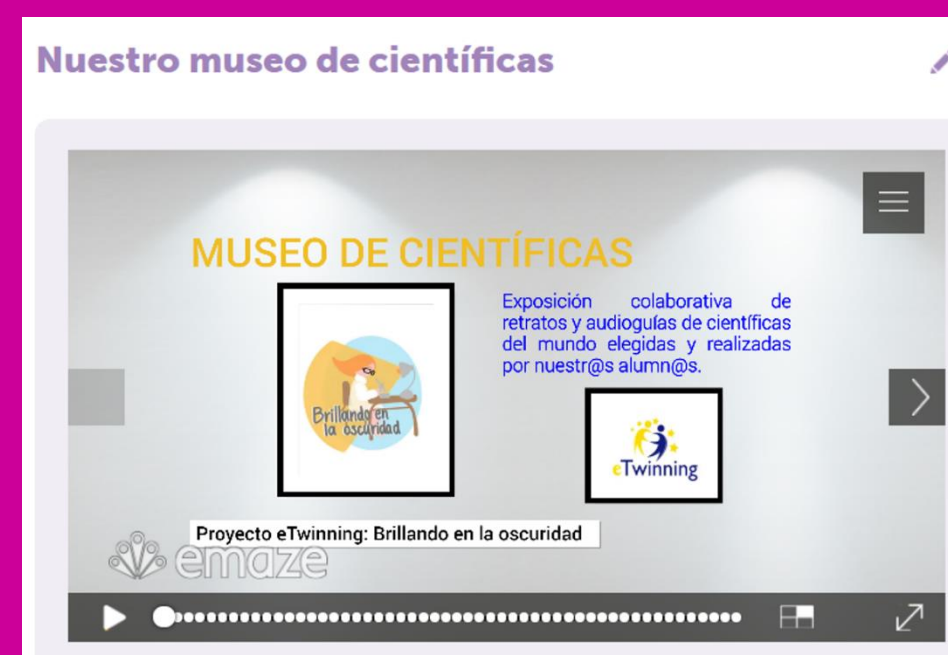 Nuestro museo de científicas
MUSEO DE CIENTÍFICAS
Exposición colaborativa de
retratos y audioguías de científicas
del mundo elegidas y realizadas
por nuestr@s alumn@s.
Brillando en
la oscuridad
eTwinning
Proyecto eTwinning: Brillando en la oscuridad
emaze